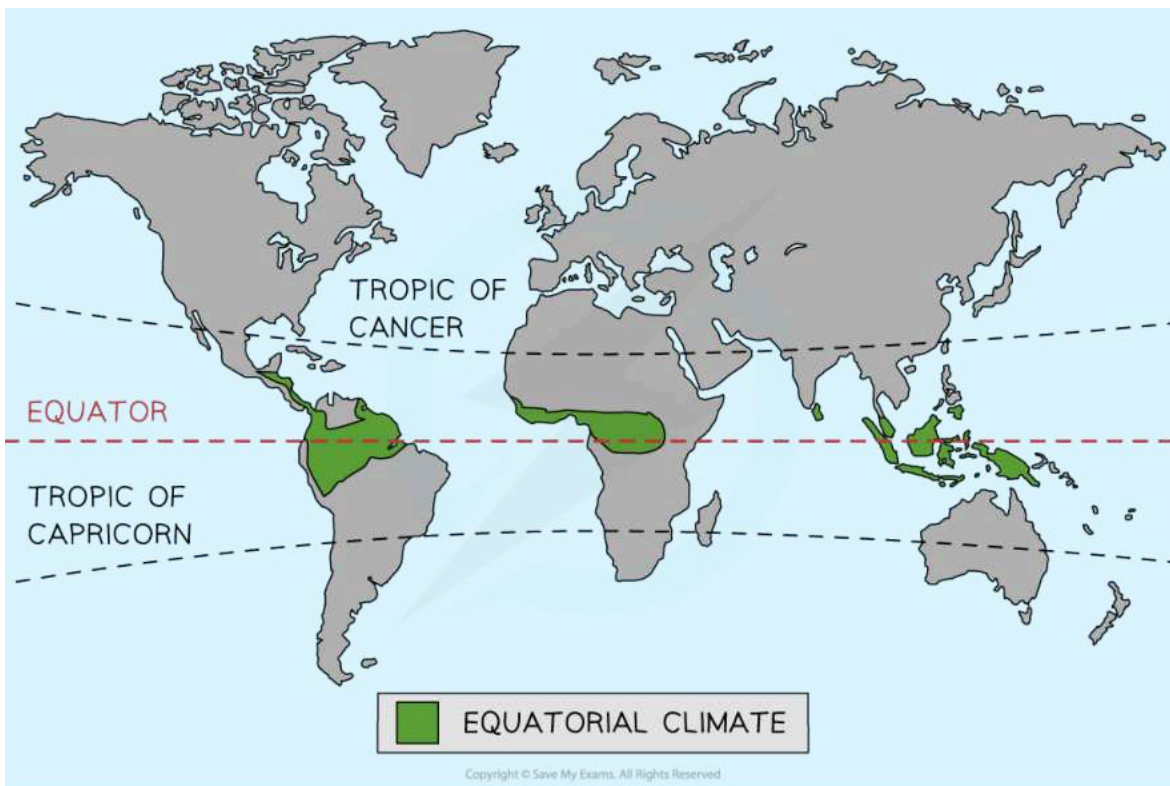 TROPIC OF
CANCER
EQUATOR
TROPIC OF
CAPRICORN
EQUATORIAL CLIMATE
Copyright © Save My Exams. All Rights Reserved